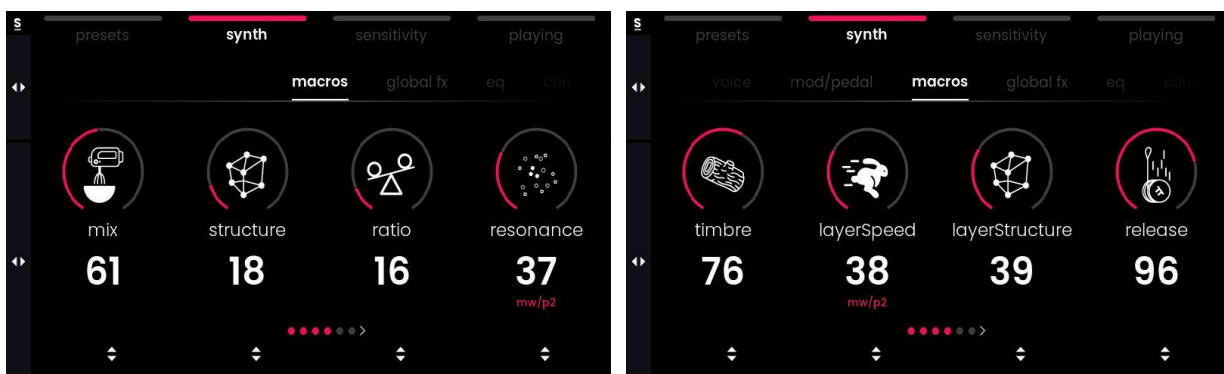 S
presets synth sensitivity playing
macros global fx eq
mix structure ratio resonance
61 18 16 37
mw/p2
S
presets synth sensitivity playing
voice mod/pedal macros global fx eq
timbre layerSpeed layerStructure release
76 38 39 96
mw/p2